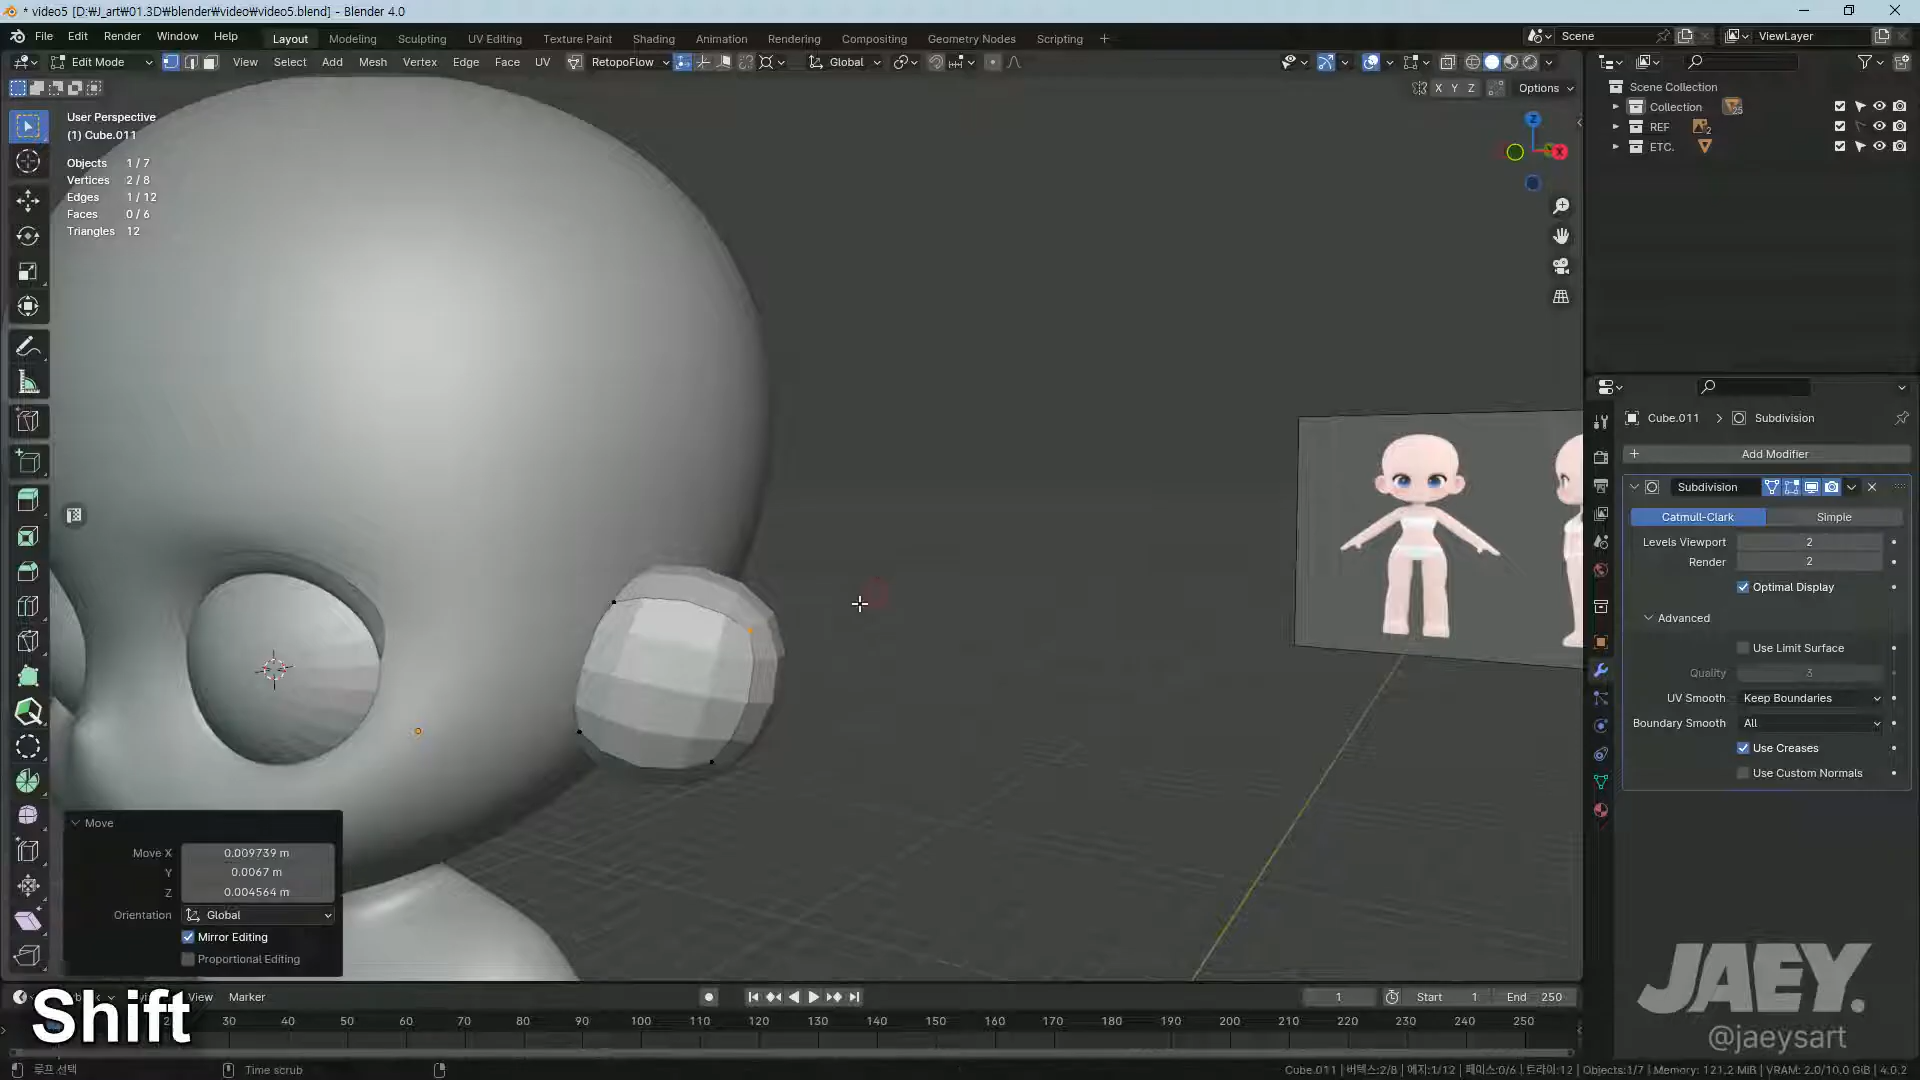 * video5 [D:₩J_art₩01.3D₩blender₩video₩video5.blend] - Blender 4.0
File Edit Render Window Help Layout Modeling Sculpting UV Editing Texture Paint Shading Animation Rendering Compositing Geometry Nodes Scripting + Scene ViewLayer
Edit Mode View Select Add Mesh Vertex Edge Face UV RetopoFlow Global
X Y Z Options
User Perspective
(1) Cube.011
Objects 1 / 7
Vertices 2 / 8
Edges 1 / 12
Faces 0 / 6
Triangles 12
Z
X
Scene Collection
Collection 25
REF 2
ETC.
Cube.011 > Subdivision
+ Add Modifier
Subdivision
Catmull-Clark Simple
Levels Viewport 2
Render 2
Optimal Display
Advanced
Use Limit Surface
Quality 3
UV Smooth Keep Boundaries
Boundary Smooth All
Use Creases
Use Custom Normals
Move
Move X 0.009739 m
Y 0.0067 m
Z 0.004564 m
Orientation Global
Mirror Editing
Proportional Editing
Shift
View Marker 1 Start 1 End 250
30 40 50 60 70 80 90 100 110 120 130 140 150 160 170 180 190 200 210 220 230 240 250
JAEY.
@jaeysart
루프 선택 Time scrub Cube.011 | 버텍스:2/8 | 에지:1/12 | 페이스:0/6 | 트라이:12 | Objects:1/7 | Memory: 121.2 MiB | VRAM: 2.0/10.0 GiB | 4.0.2